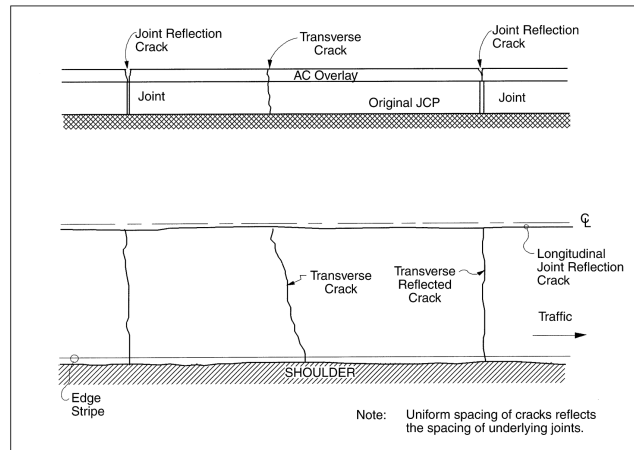 Joint Reflection
Crack
Transverse
Crack
Joint Reflection
Crack
AC Overlay
Joint
Original JCP
Joint
℄
Longitudinal
Joint Reflection
Crack
Transverse
Crack
Transverse
Reflected
Crack
Traffic
SHOULDER
Edge
Stripe
Note: Uniform spacing of cracks reflects
the spacing of underlying joints.